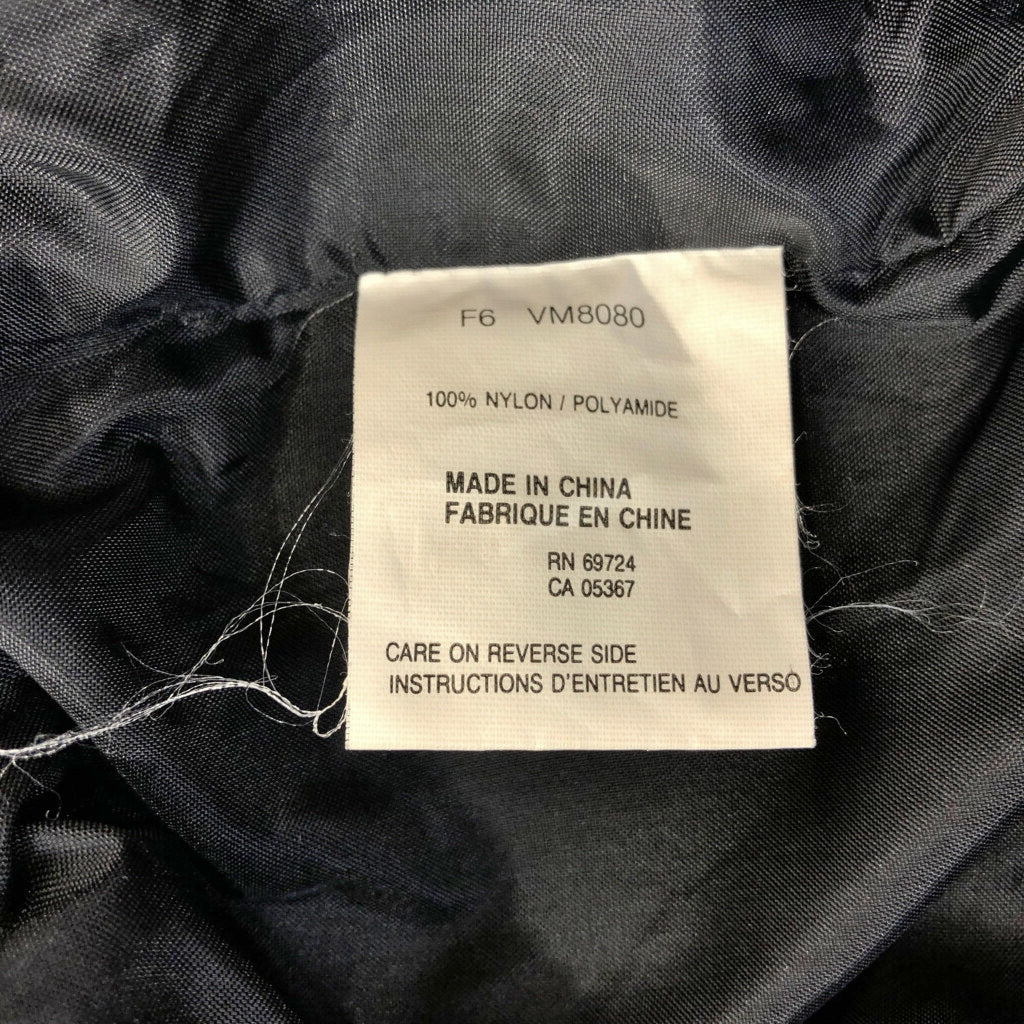 F6 VM8080
100% NYLON / POLYAMIDE
MADE IN CHINA
FABRIQUE EN CHINE
RN 69724
CA 05367
CARE ON REVERSE SIDE
INSTRUCTIONS D'ENTRETIEN AU VERSO